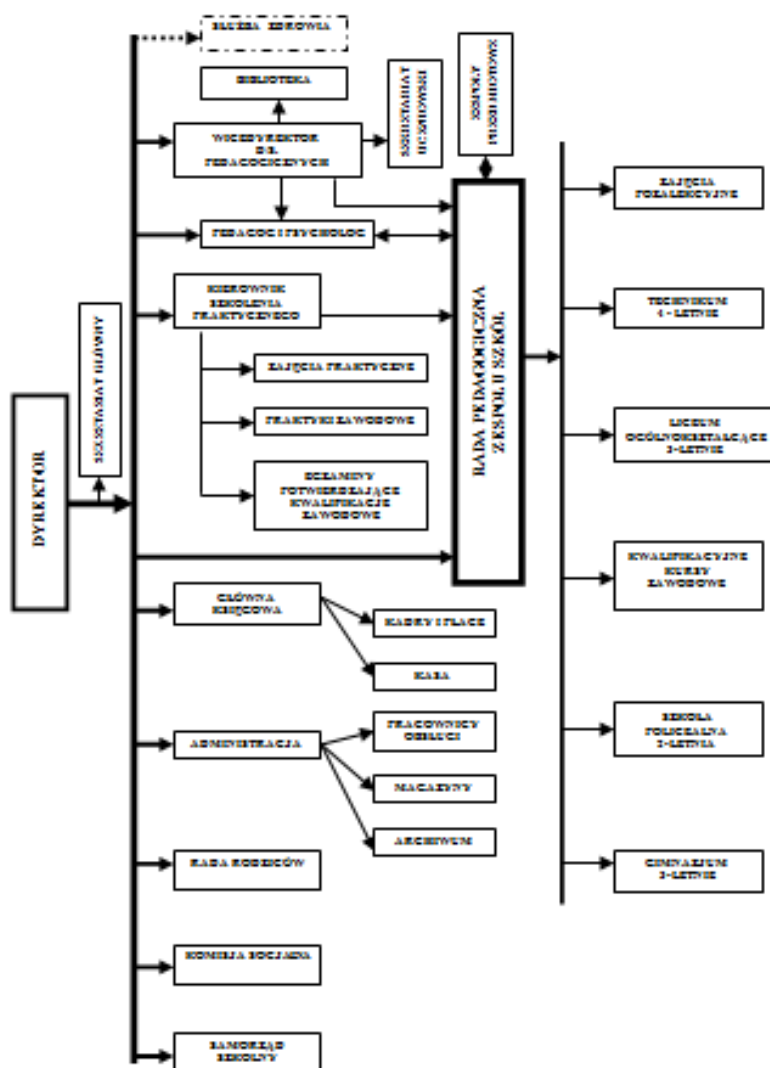 SŁUŻBA ZDROWIA
BIBLIOTEKA
WICEDYREKTOR
DS.
PEDAGOGICZNYCH
SEKRETARIAT
UCZNIOWSKI
ZESPOŁY
PRZEDMIOTOWE
PEDAGOG I PSYCHOLOG
KIEROWNIK
SZKOLENIA
PRAKTYCZNEGO
ZAJĘCIA PRAKTYCZNE
PRAKTYKI ZAWODOWE
EGZAMINY
POTWIERDZAJĄCE
KWALIFIKACJE
ZAWODOWE
SEKRETARIAT GŁÓWNY
DYREKTOR
RADA PEDAGOGICZNA
ZESPOŁU SZKÓŁ
GŁÓWNA
KSIĘGOWA
KADRY I PŁACE
KASA
ADMINISTRACJA
PRACOWNICY
OBSŁUGI
MAGAZYNY
ARCHIWUM
RADA RODZICÓW
KOMISJA SOCJALNA
SAMORZĄD
SZKOLNY
ZAJĘCIA
POZALEKCYJNE
TECHNIKUM
4 - LETNIE
LICEUM
OGÓLNOKSZTAŁCĄCE
3-LETNIE
KWALIFIKACYJNE
KURSY
ZAWODOWE
SZKOŁA
POLICEALNA
2-LETNIA
GIMNAZJUM
3-LETNIE